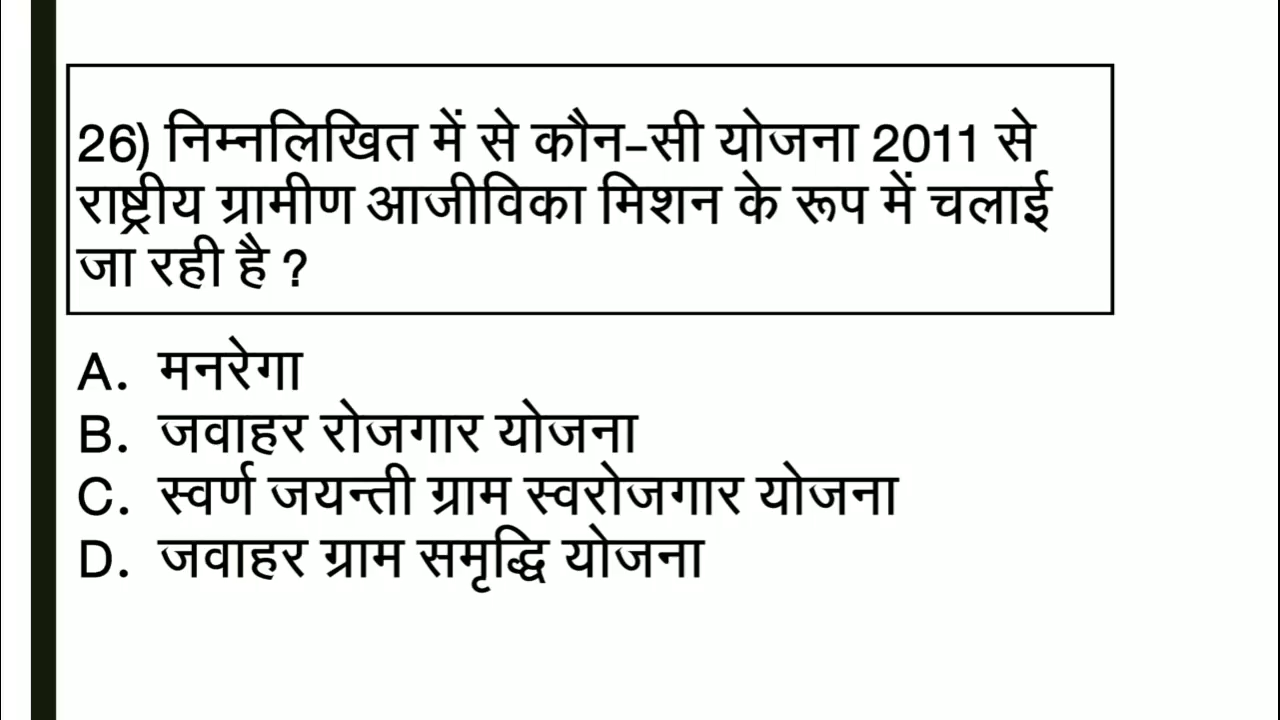 26) निम्नलिखित में से कौन-सी योजना 2011 से
राष्ट्रीय ग्रामीण आजीविका मिशन के रूप में चलाई
जा रही है ?
A. मनरेगा
B. जवाहर रोजगार योजना
C. स्वर्ण जयन्ती ग्राम स्वरोजगार योजना
D. जवाहर ग्राम समृद्धि योजना